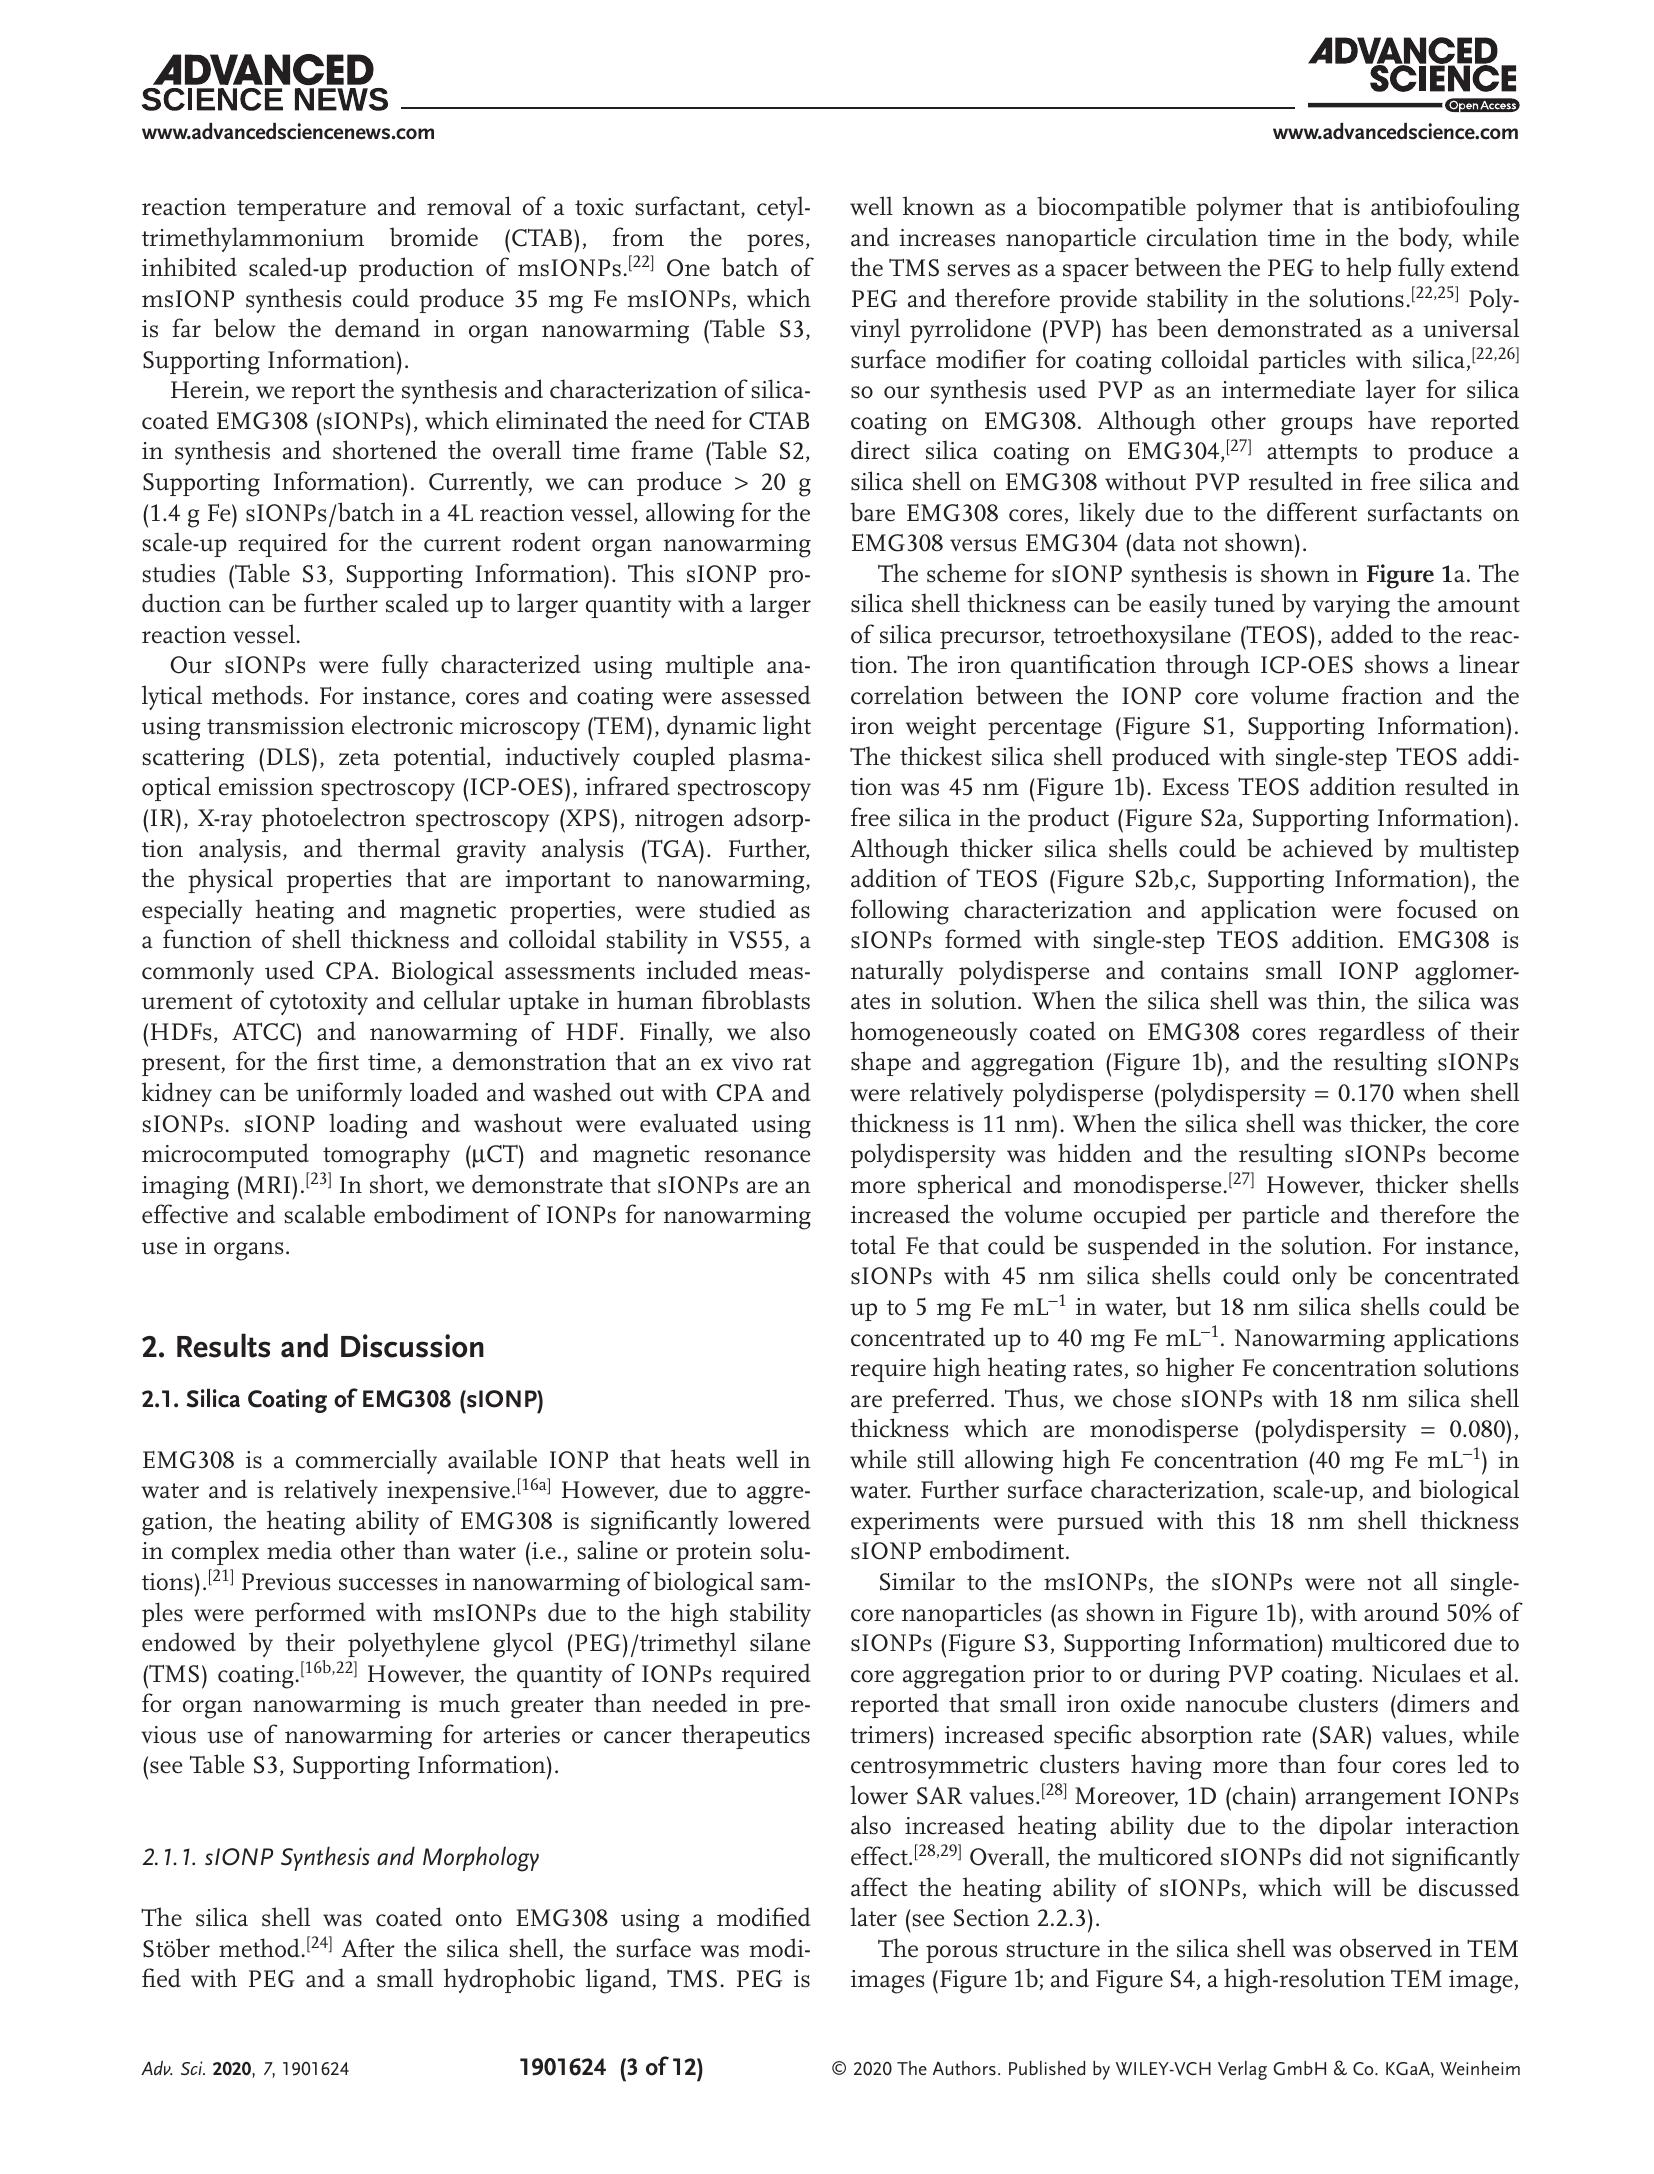 ADVANCED
SCIENCE NEWS
www.advancedsciencenews.com
ADVANCED
SCIENCE
Open Access
www.advancedscience.com
reaction temperature and removal of a toxic surfactant, cetyl-
trimethylammonium bromide (CTAB), from the pores,
inhibited scaled-up production of msIONPs.[22] One batch of
msIONP synthesis could produce 35 mg Fe msIONPs, which
is far below the demand in organ nanowarming (Table S3,
Supporting Information).
Herein, we report the synthesis and characterization of silica-
coated EMG308 (sIONPs), which eliminated the need for CTAB
in synthesis and shortened the overall time frame (Table S2,
Supporting Information). Currently, we can produce > 20 g
(1.4 g Fe) sIONPs/batch in a 4L reaction vessel, allowing for the
scale-up required for the current rodent organ nanowarming
studies (Table S3, Supporting Information). This sIONP pro-
duction can be further scaled up to larger quantity with a larger
reaction vessel.
Our sIONPs were fully characterized using multiple ana-
lytical methods. For instance, cores and coating were assessed
using transmission electronic microscopy (TEM), dynamic light
scattering (DLS), zeta potential, inductively coupled plasma-
optical emission spectroscopy (ICP-OES), infrared spectroscopy
(IR), X-ray photoelectron spectroscopy (XPS), nitrogen adsorp-
tion analysis, and thermal gravity analysis (TGA). Further,
the physical properties that are important to nanowarming,
especially heating and magnetic properties, were studied as
a function of shell thickness and colloidal stability in VS55, a
commonly used CPA. Biological assessments included meas-
urement of cytotoxity and cellular uptake in human fibroblasts
(HDFs, ATCC) and nanowarming of HDF. Finally, we also
present, for the first time, a demonstration that an ex vivo rat
kidney can be uniformly loaded and washed out with CPA and
sIONPs. sIONP loading and washout were evaluated using
microcomputed tomography (μCT) and magnetic resonance
imaging (MRI).[23] In short, we demonstrate that sIONPs are an
effective and scalable embodiment of IONPs for nanowarming
use in organs.
2. Results and Discussion
2.1. Silica Coating of EMG308 (sIONP)
EMG308 is a commercially available IONP that heats well in
water and is relatively inexpensive.[16a] However, due to aggre-
gation, the heating ability of EMG308 is significantly lowered
in complex media other than water (i.e., saline or protein solu-
tions).[21] Previous successes in nanowarming of biological sam-
ples were performed with msIONPs due to the high stability
endowed by their polyethylene glycol (PEG)/trimethyl silane
(TMS) coating.[16b,22] However, the quantity of IONPs required
for organ nanowarming is much greater than needed in pre-
vious use of nanowarming for arteries or cancer therapeutics
(see Table S3, Supporting Information).
2.1.1. sIONP Synthesis and Morphology
The silica shell was coated onto EMG308 using a modified
Stöber method.[24] After the silica shell, the surface was modi-
fied with PEG and a small hydrophobic ligand, TMS. PEG is
well known as a biocompatible polymer that is antibiofouling
and increases nanoparticle circulation time in the body, while
the TMS serves as a spacer between the PEG to help fully extend
PEG and therefore provide stability in the solutions.[22,25] Poly-
vinyl pyrrolidone (PVP) has been demonstrated as a universal
surface modifier for coating colloidal particles with silica,[22,26]
so our synthesis used PVP as an intermediate layer for silica
coating on EMG308. Although other groups have reported
direct silica coating on EMG304,[27] attempts to produce a
silica shell on EMG308 without PVP resulted in free silica and
bare EMG308 cores, likely due to the different surfactants on
EMG308 versus EMG304 (data not shown).
The scheme for sIONP synthesis is shown in Figure 1a. The
silica shell thickness can be easily tuned by varying the amount
of silica precursor, tetroethoxysilane (TEOS), added to the reac-
tion. The iron quantification through ICP-OES shows a linear
correlation between the IONP core volume fraction and the
iron weight percentage (Figure S1, Supporting Information).
The thickest silica shell produced with single-step TEOS addi-
tion was 45 nm (Figure 1b). Excess TEOS addition resulted in
free silica in the product (Figure S2a, Supporting Information).
Although thicker silica shells could be achieved by multistep
addition of TEOS (Figure S2b,c, Supporting Information), the
following characterization and application were focused on
sIONPs formed with single-step TEOS addition. EMG308 is
naturally polydisperse and contains small IONP agglomer-
ates in solution. When the silica shell was thin, the silica was
homogeneously coated on EMG308 cores regardless of their
shape and aggregation (Figure 1b), and the resulting sIONPs
were relatively polydisperse (polydispersity = 0.170 when shell
thickness is 11 nm). When the silica shell was thicker, the core
polydispersity was hidden and the resulting sIONPs become
more spherical and monodisperse.[27] However, thicker shells
increased the volume occupied per particle and therefore the
total Fe that could be suspended in the solution. For instance,
sIONPs with 45 nm silica shells could only be concentrated
up to 5 mg Fe mL−1 in water, but 18 nm silica shells could be
concentrated up to 40 mg Fe mL−1. Nanowarming applications
require high heating rates, so higher Fe concentration solutions
are preferred. Thus, we chose sIONPs with 18 nm silica shell
thickness which are monodisperse (polydispersity = 0.080),
while still allowing high Fe concentration (40 mg Fe mL−1) in
water. Further surface characterization, scale-up, and biological
experiments were pursued with this 18 nm shell thickness
sIONP embodiment.
Similar to the msIONPs, the sIONPs were not all single-
core nanoparticles (as shown in Figure 1b), with around 50% of
sIONPs (Figure S3, Supporting Information) multicored due to
core aggregation prior to or during PVP coating. Niculaes et al.
reported that small iron oxide nanocube clusters (dimers and
trimers) increased specific absorption rate (SAR) values, while
centrosymmetric clusters having more than four cores led to
lower SAR values.[28] Moreover, 1D (chain) arrangement IONPs
also increased heating ability due to the dipolar interaction
effect.[28,29] Overall, the multicored sIONPs did not significantly
affect the heating ability of sIONPs, which will be discussed
later (see Section 2.2.3).
The porous structure in the silica shell was observed in TEM
images (Figure 1b; and Figure S4, a high-resolution TEM image,
Adv. Sci. 2020, 7, 1901624
1901624 (3 of 12)
© 2020 The Authors. Published by WILEY-VCH Verlag GmbH & Co. KGaA, Weinheim